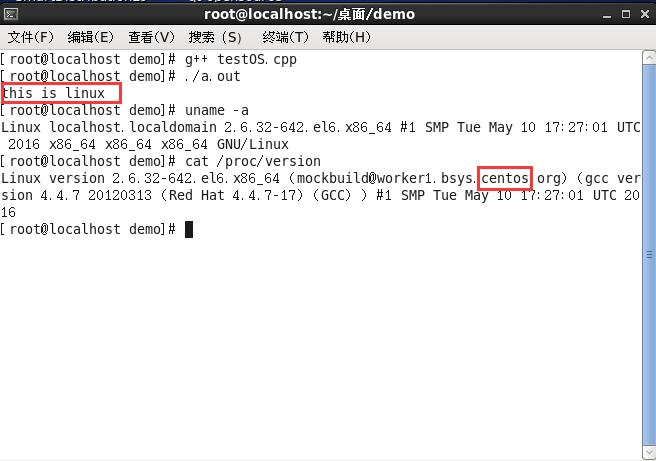 root@localhost:~/桌面/demo
文件(F) 编辑(E) 查看(V) 搜索 (S) 终端(T) 帮助(H)
[root@localhost demo]# g++ testOS.cpp
[root@localhost demo]# ./a.out
this is linux
[root@localhost demo]# uname -a
Linux localhost.localdomain 2.6.32-642.el6.x86_64 #1 SMP Tue May 10 17:27:01 UTC
2016 x86_64 x86_64 x86_64 GNU/Linux
[root@localhost demo]# cat /proc/version
Linux version 2.6.32-642.el6.x86_64 (mockbuild@worker1.bsys.centos.org) (gcc ver
sion 4.4.7 20120313 (Red Hat 4.4.7-17) (GCC) ) #1 SMP Tue May 10 17:27:01 UTC 20
16
[root@localhost demo]#